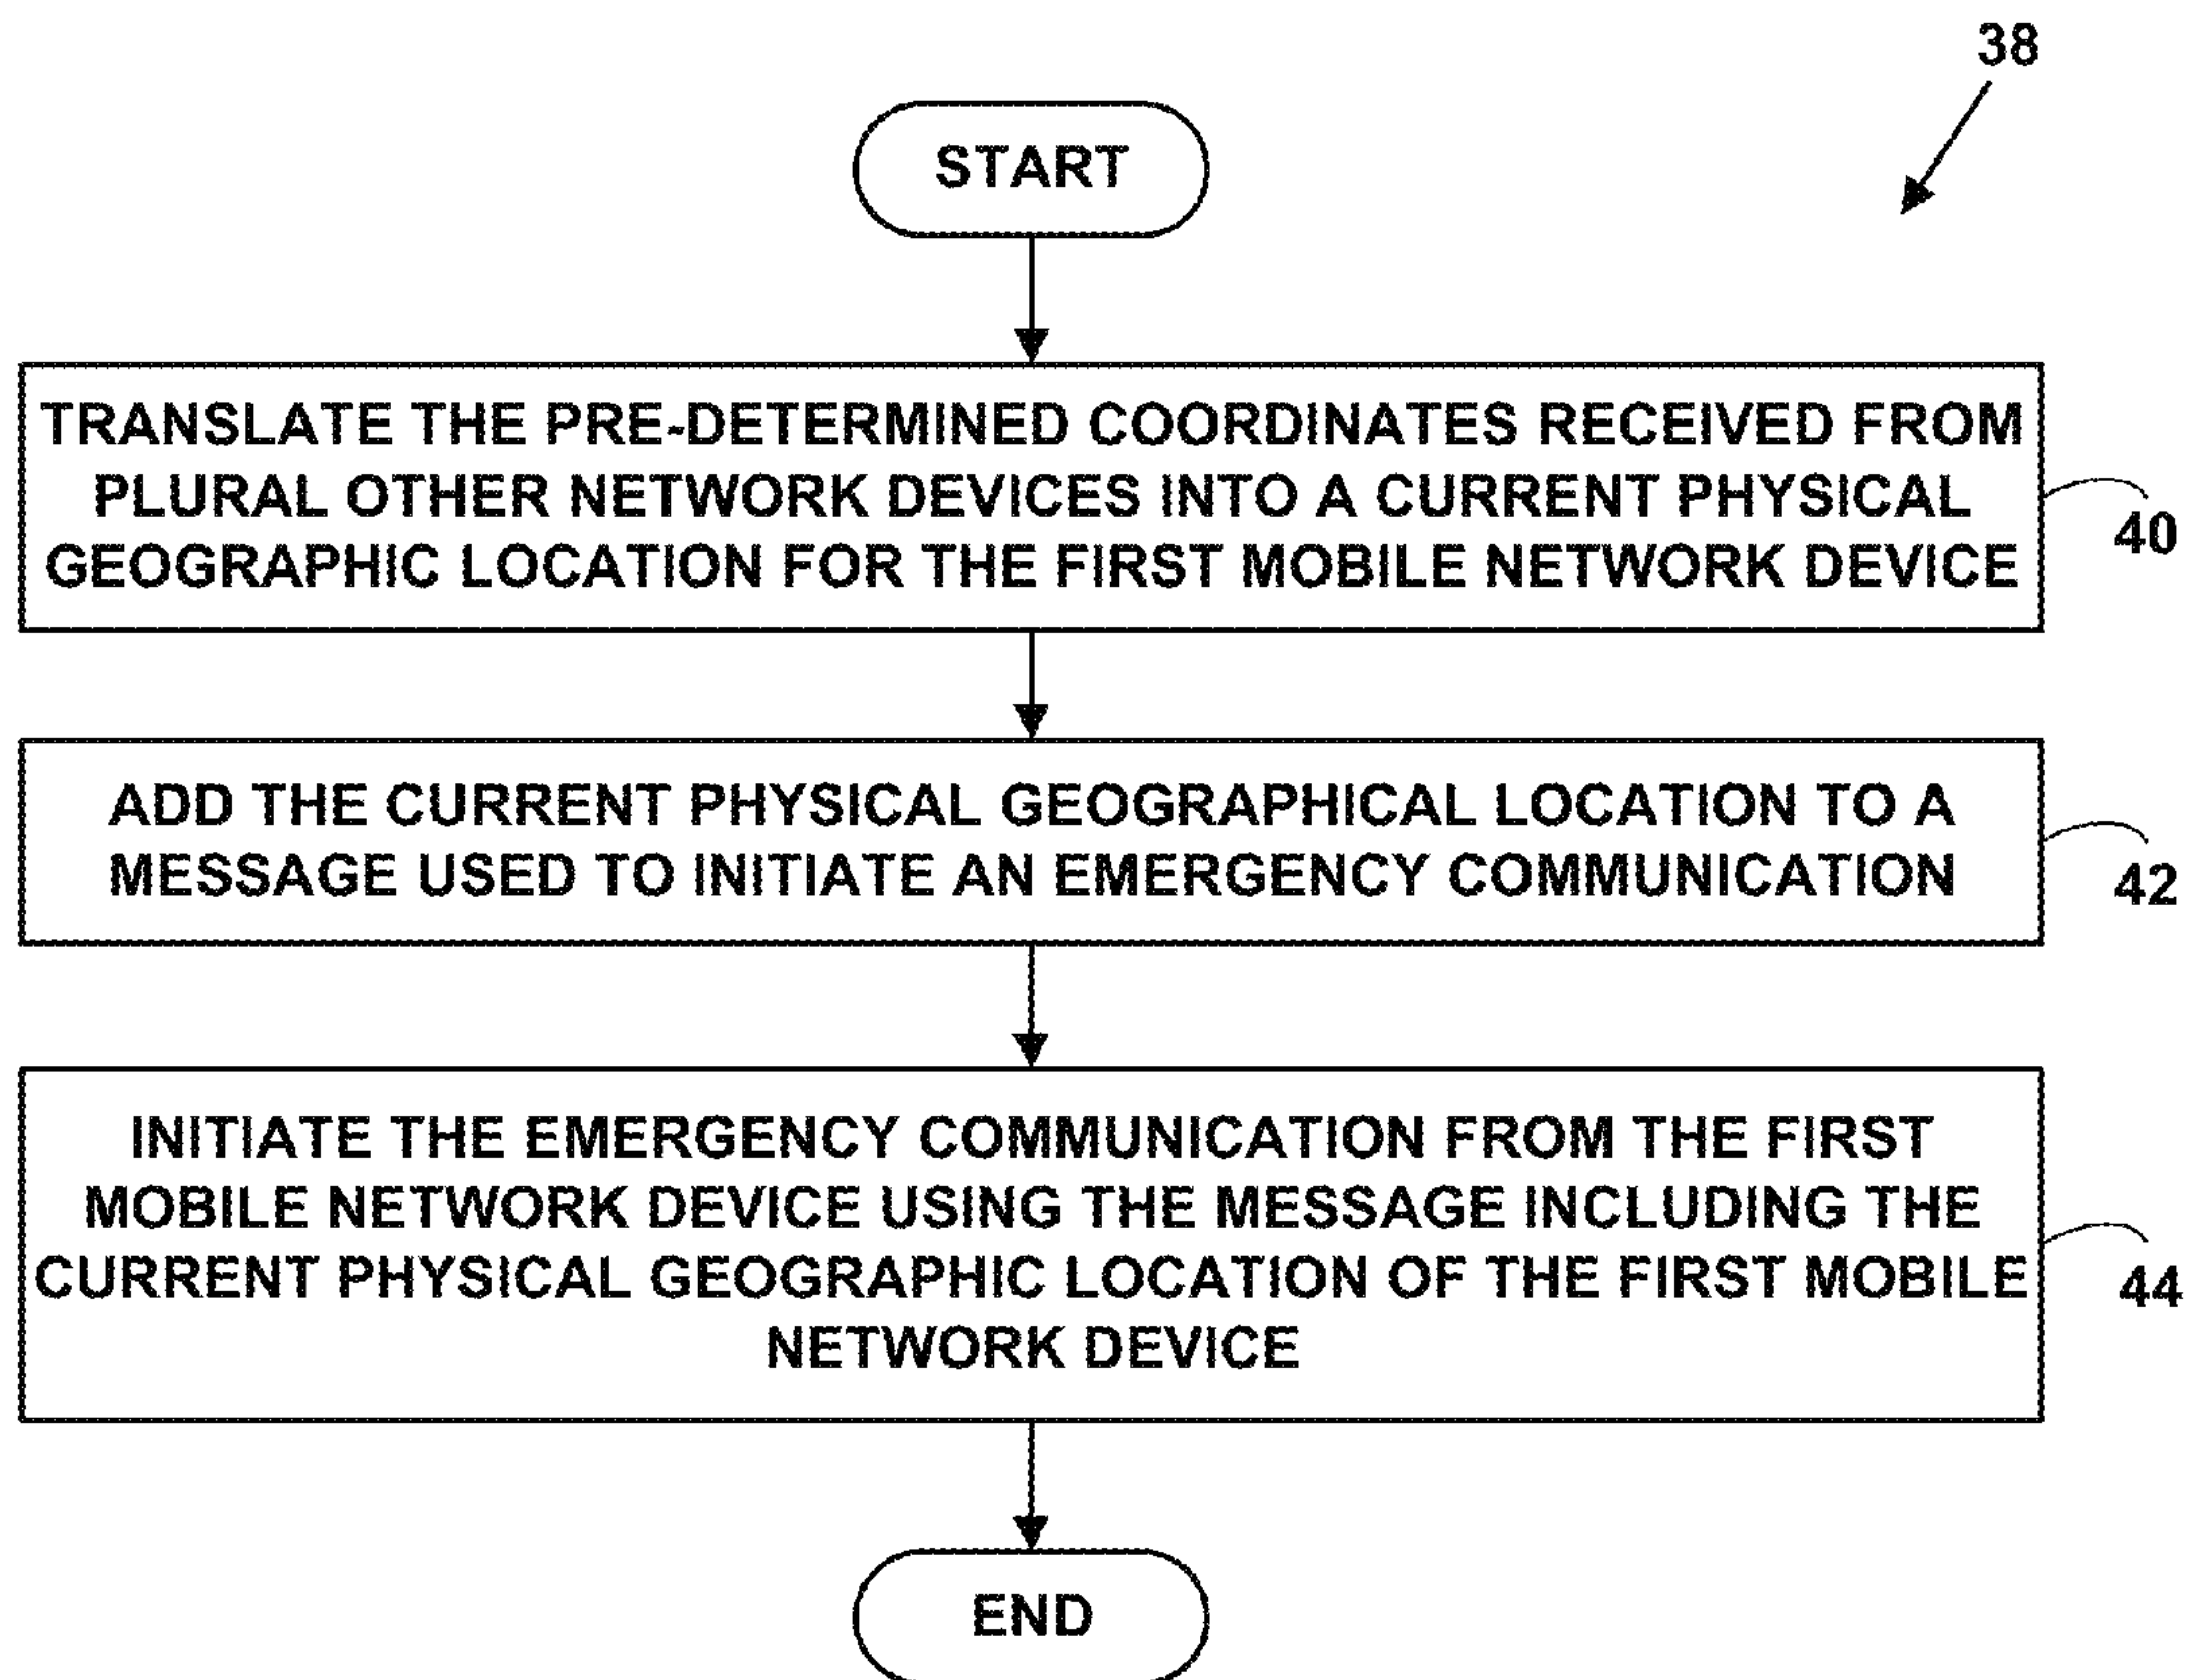 38
START
TRANSLATE THE PRE-DETERMINED COORDINATES RECEIVED FROM
PLURAL OTHER NETWORK DEVICES INTO A CURRENT PHYSICAL
GEOGRAPHIC LOCATION FOR THE FIRST MOBILE NETWORK DEVICE
40
ADD THE CURRENT PHYSICAL GEOGRAPHICAL LOCATION TO A
MESSAGE USED TO INITIATE AN EMERGENCY COMMUNICATION
42
INITIATE THE EMERGENCY COMMUNICATION FROM THE FIRST
MOBILE NETWORK DEVICE USING THE MESSAGE INCLUDING THE
CURRENT PHYSICAL GEOGRAPHIC LOCATION OF THE FIRST MOBILE
NETWORK DEVICE
44
END